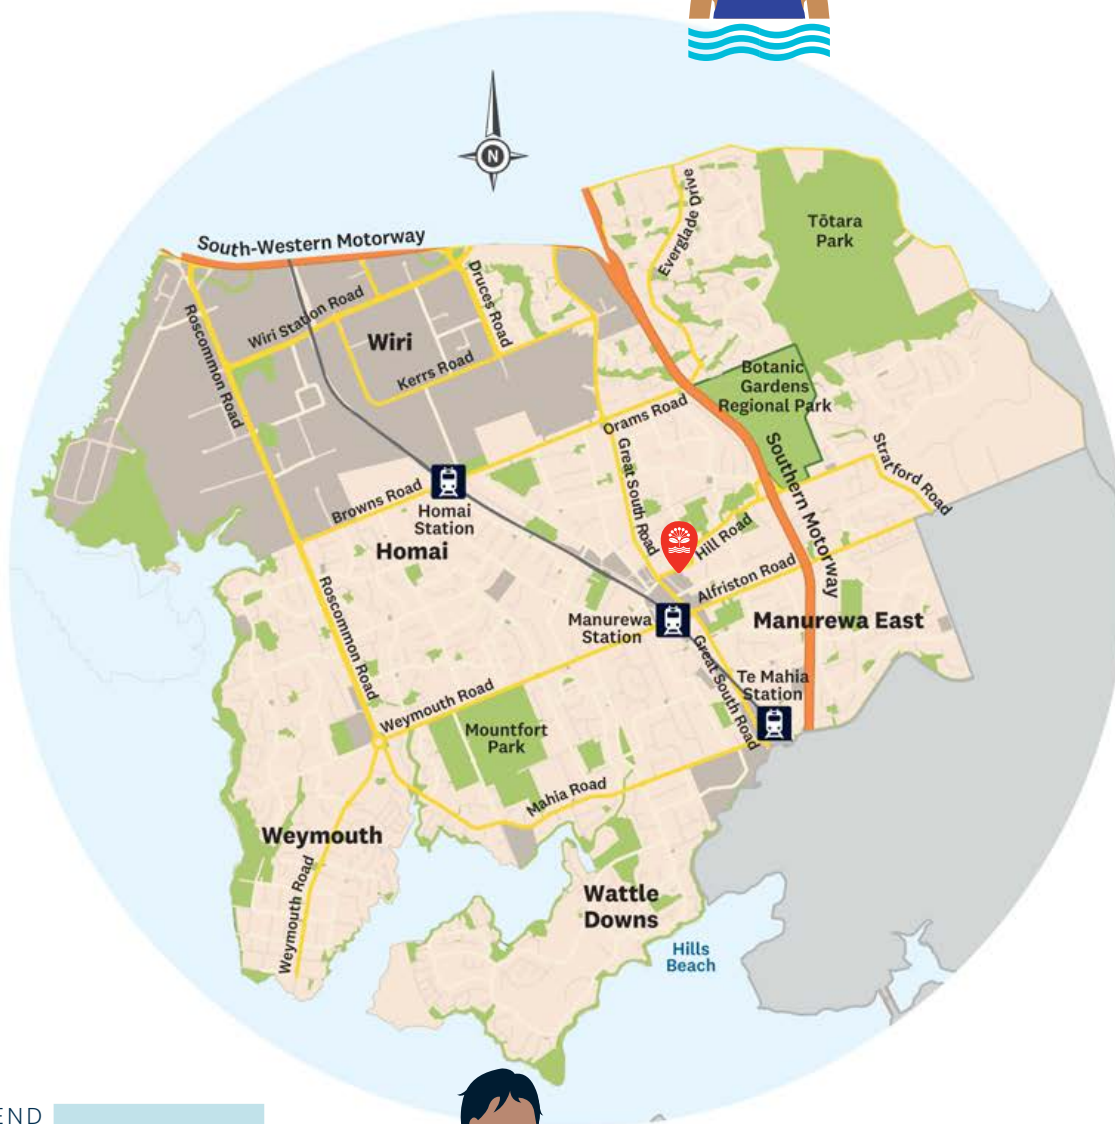 N
Tōtara
Park
Everglade Drive
South-Western Motorway
Druces Road
Wiri Station Road
Roscommon Road
Wiri
Kerrs Road
Botanic
Gardens
Regional Park
Orams Road
Southern Motorway
Stratford Road
Great South Road
Browns Road
Homai
Station
Homai
Hill Road
Alfriston Road
Manurewa
Station
Manurewa East
Roscommon Road
Great South Road
Te Mahia
Station
Weymouth Road
Mountfort
Park
Mahia Road
Weymouth
Weymouth Road
Wattle
Downs
Hills
Beach
END